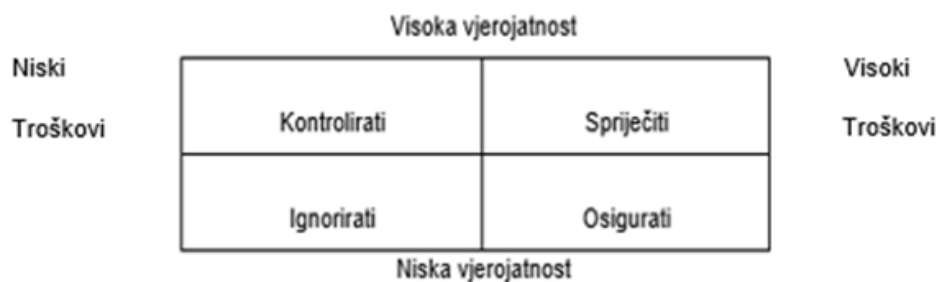 Visoka vjerojatnost
Niski
Visoki
Troškovi
Kontrolirati
Spriječiti
Troškovi
Ignorirati
Osigurati
Niska vjerojatnost